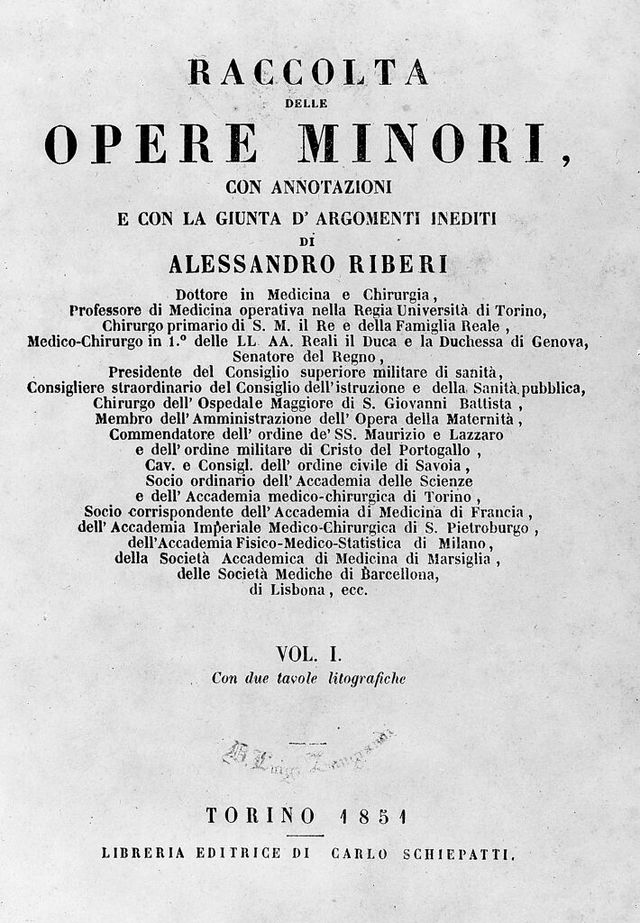 RACCOLTA
DELLE
OPERE MINORI,
CON ANNOTAZIONI
E CON LA GIUNTA D' ARGOMENTI INEDITI
DI
ALESSANDRO RIBERI
Dottore in Medicina e Chirurgia,
Professore di Medicina operativa nella Regia Università di Torino,
Chirurgo primario di S. M. il Re e della Famiglia Reale,
Medico-Chirurgo in 1.º delle LL. AA. Reali il Duca e la Duchessa di Genova,
Senatore del Regno,
Presidente del Consiglio superiore militare di sanità,
Consigliere straordinario del Consiglio dell'istruzione e della Sanità pubblica,
Chirurgo dell' Ospedale Maggiore di S. Giovanni Battista,
Membro dell'Amministrazione dell' Opera della Maternità,
Commendatore dell' ordine de' SS. Maurizio e Lazzaro
e dell' ordine militare di Cristo del Portogallo,
Cav. e Consigl. dell' ordine civile di Savoia,
Socio ordinario dell' Accademia delle Scienze
e dell' Accademia medico-chirurgica di Torino,
Socio corrispondente dell' Accademia di Medicina di Francia,
dell' Accademia Imperiale Medico-Chirurgica di S. Pietroburgo,
dell'Accademia Fisico-Medico-Statistica di Milano,
della Società Accademica di Medicina di Marsiglia,
delle Società Mediche di Barcellona,
di Lisbona, ecc.
VOL. I.
Con due tavole litografiche
D. Luigi
TORINO 1851
LIBRERIA EDITRICE DI CARLO SCHIEPATTI.